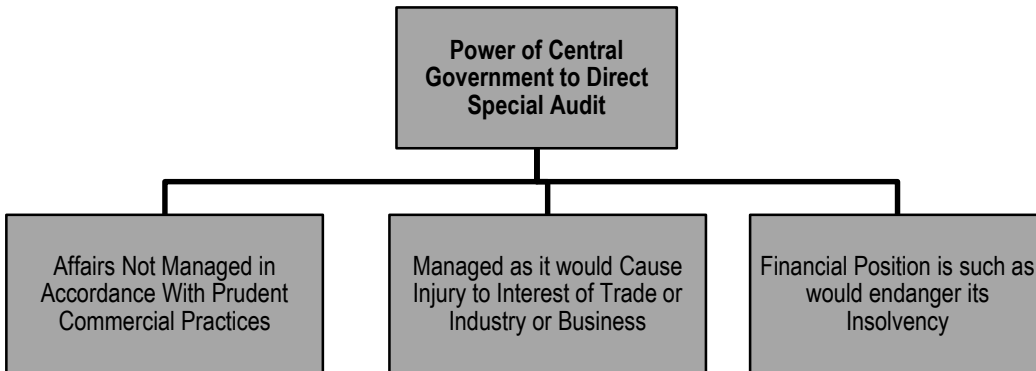 Power of Central
Government to Direct
Special Audit
Affairs Not Managed in
Accordance With Prudent
Commercial Practices
Managed as it would Cause
Injury to Interest of Trade or
Industry or Business
Financial Position is such as
would endanger its
Insolvency